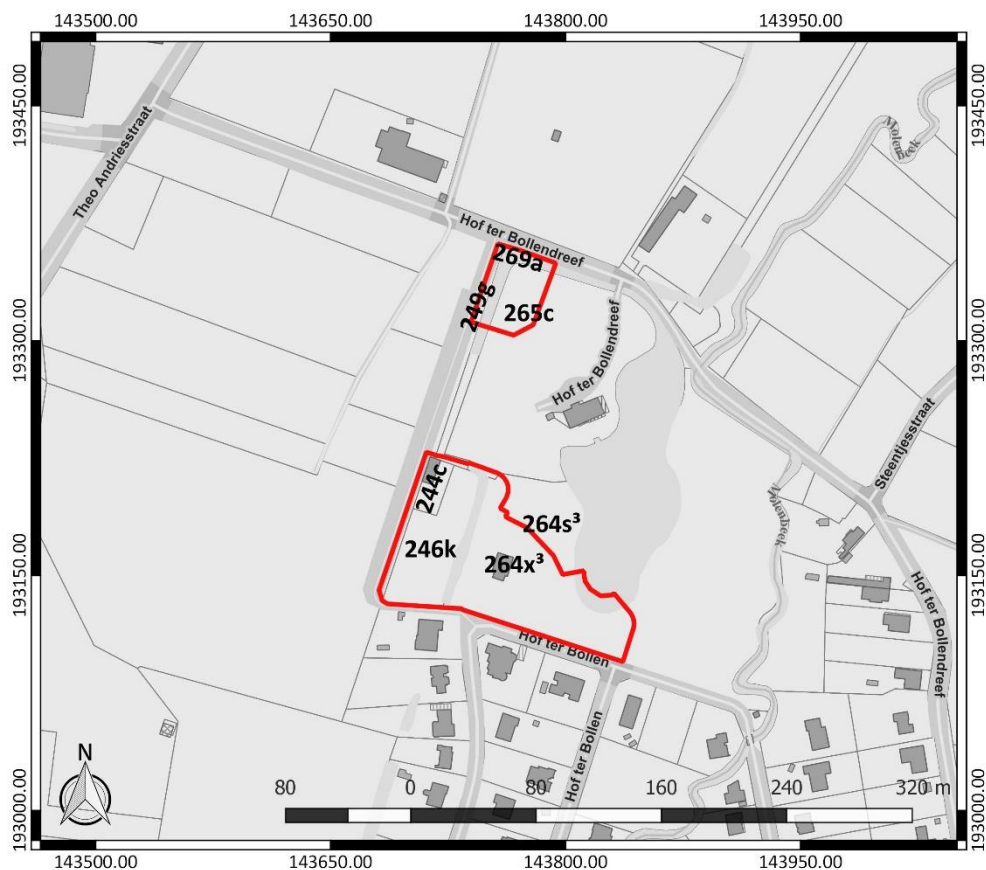 143500.00 143650.00 143800.00 143950.00
193450.00
193450.00
Theo Andriesstraat
Molenbeek
Hof ter Bollendreef
269a
249g
265c
193300.00
193300.00
Hof ter Bollendreef
Steentjesstraat
244c
264s³
Molenbeek
246k
264x³
193150.00
193150.00
Hof ter Bollendreef
Hof ter Bollen
Hof ter Bollen
N
80 0 80 160 240 320 m
193000.00
193000.00
143500.00 143650.00 143800.00 143950.00